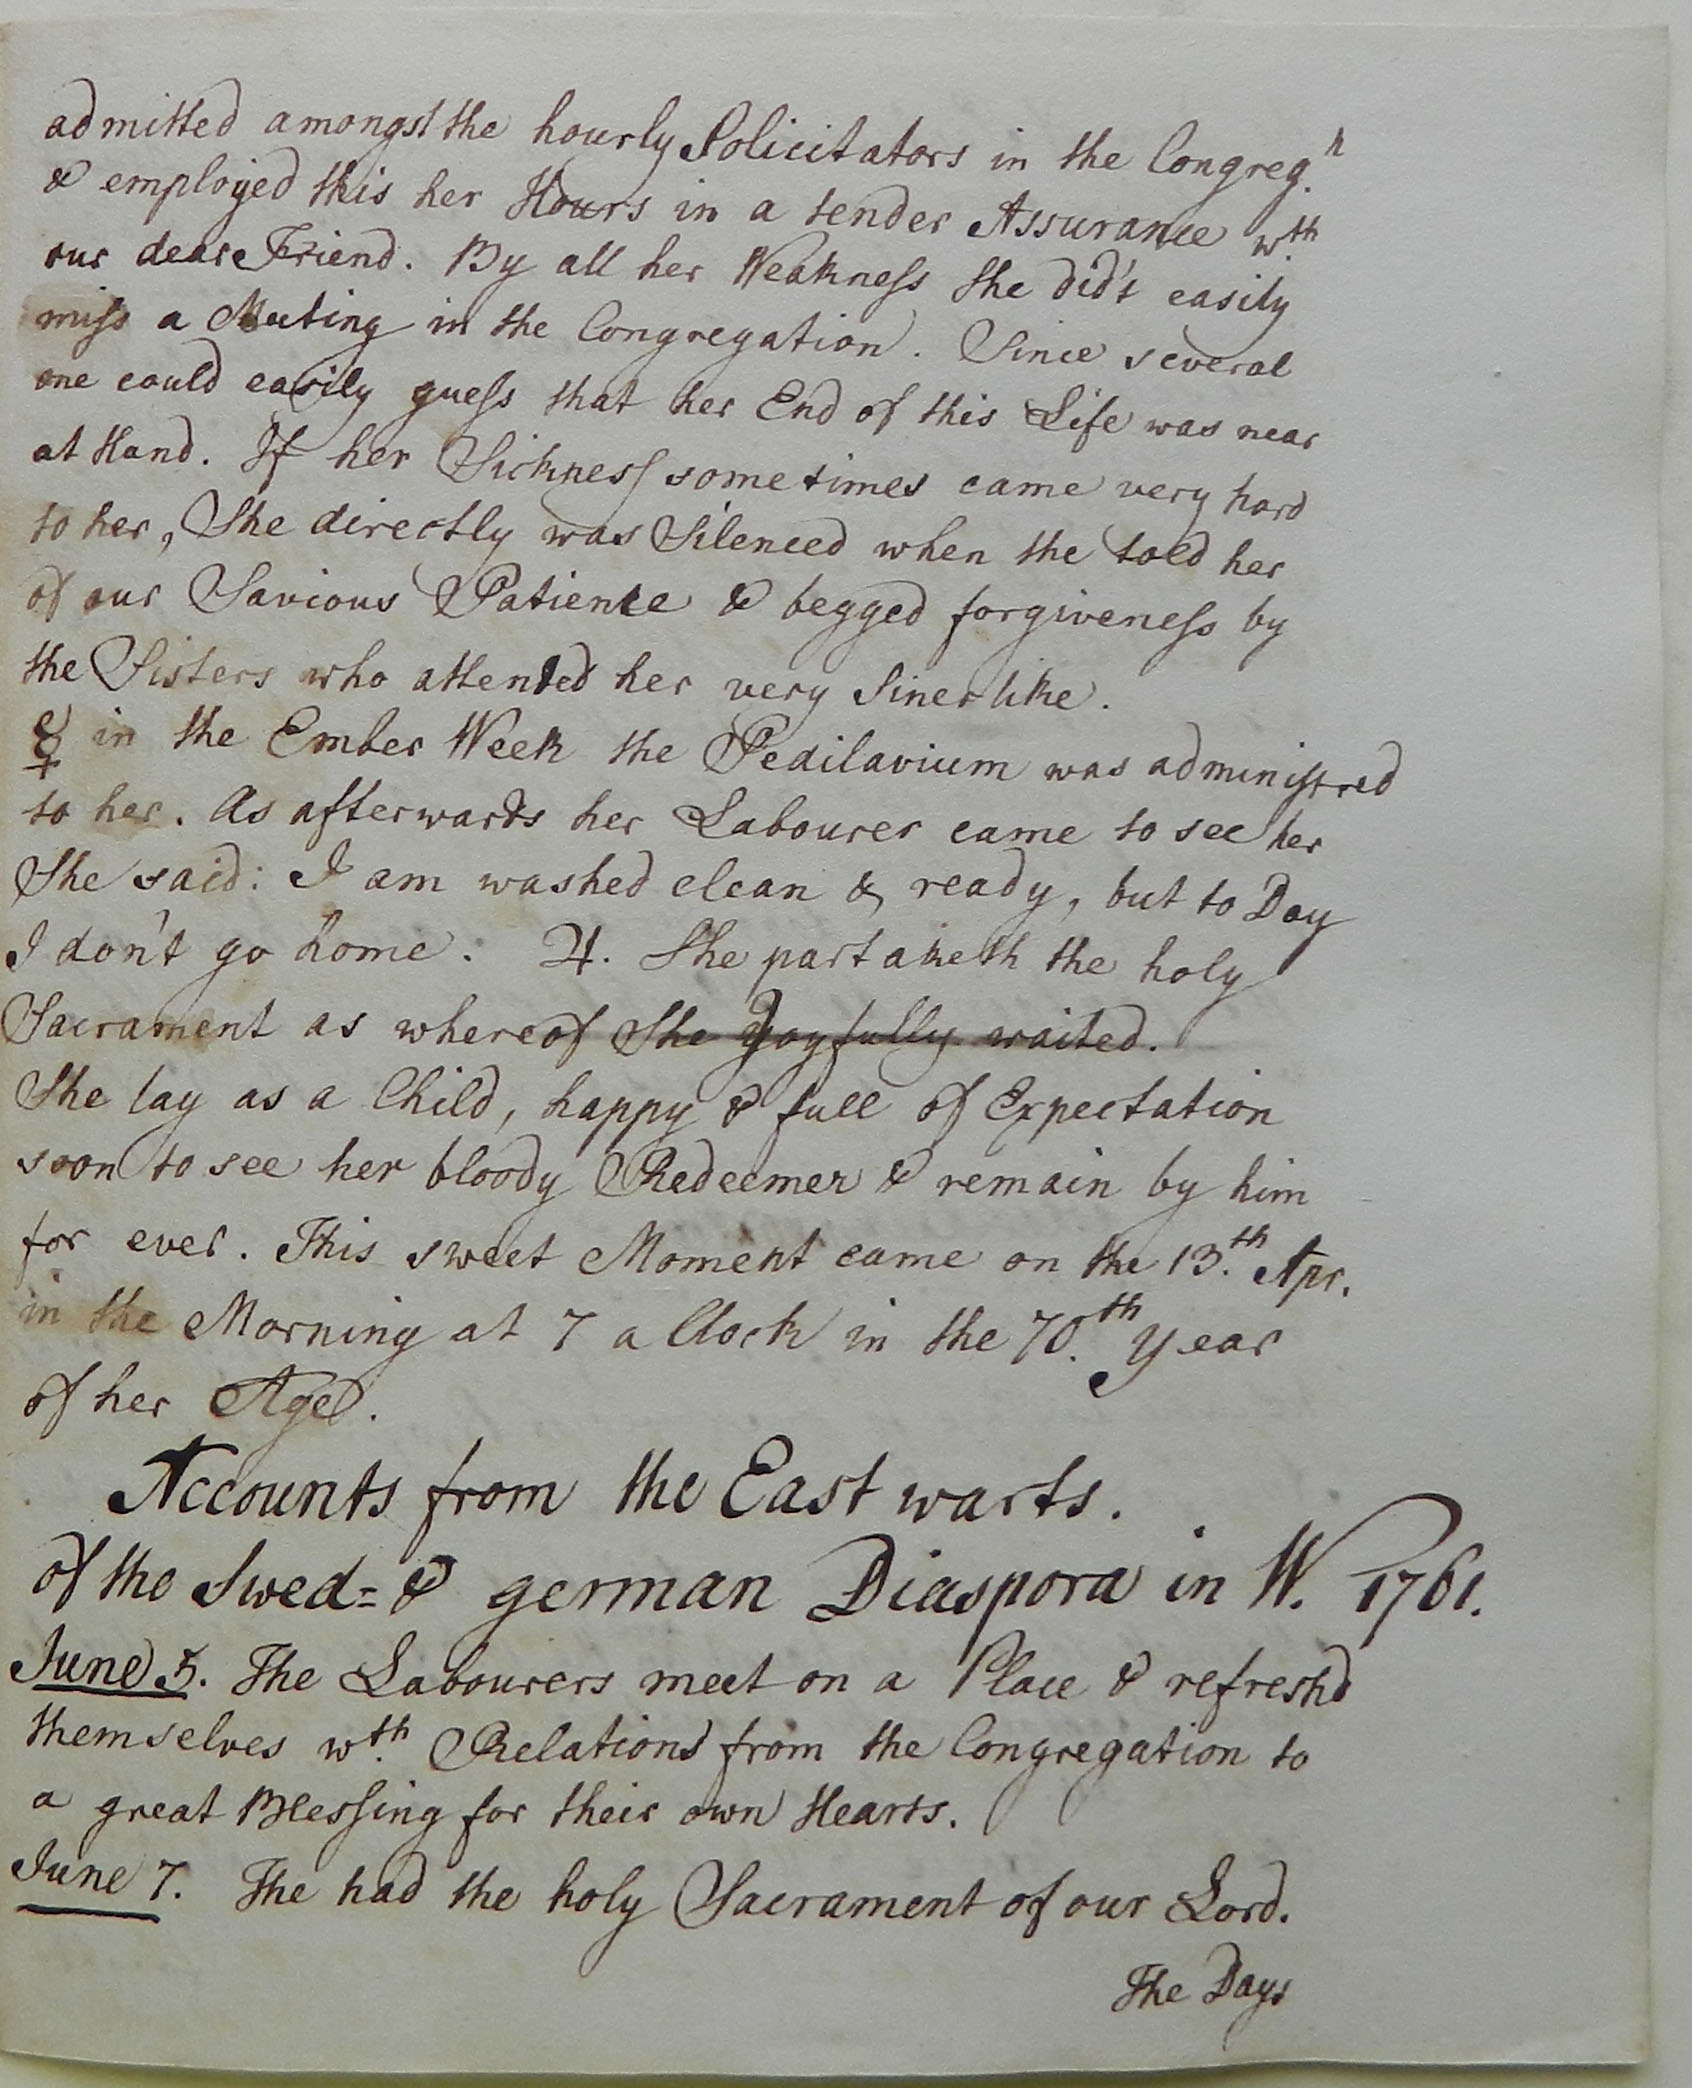 admitted amongst the hourly Solicitators in the Congreg.n
& employed this her Hours in a tender Assurance wth.
our dear Friend. By all her Weakness She did't easily
miss a Meeting in the Congregation. Since several
one could easily guess that her End of this Life was near
at Hand. If her Sickness sometimes came very hard
to her, She directly was Silenced when the told her
of our Savious Patience & begged forgiveness by
the Sisters who attended her very Sinerlike.
☿ in the Ember Week the Pedilavium was administred
to her. As afterwards her Labourer came to see her
She said: I am washed clean & ready, but to Day
I don't go home. ♃. She partaketh the holy
Sacrament as whereof She Joyfully waited.
She lay as a Child, happy & full of Expectation
soon to see her bloody Redeemer & remain by him
for ever. This sweet Moment came on the 13.th Apr.
in the Morning at 7 a Clock in the 70.th Year
of her Age.
Accounts from the East warts.
of the Swed= & german Diaspora in W. 1761.
June 5. The Labourers meet on a Place & refresh'd
themselves wth. Relations from the Congregation to
a great Blessing for their own Hearts.
June 7. The had the holy Sacrament of our Lord.
The Days